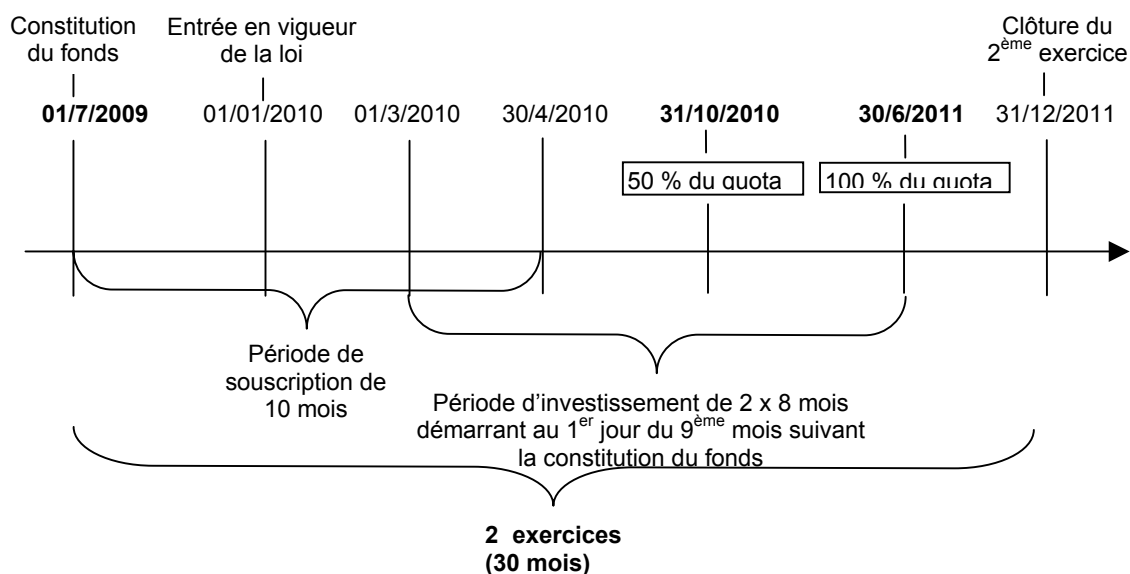 Constitution
du fonds
Entrée en vigueur
de la loi
Clôture du
2ème exercice
01/7/2009
01/01/2010
01/3/2010
30/4/2010
31/10/2010
30/6/2011
31/12/2011
50 % du quota
100 % du quota
Période de
souscription de
10 mois
Période d’investissement de 2 x 8 mois
démarrant au 1er jour du 9ème mois suivant
la constitution du fonds
2 exercices
(30 mois)